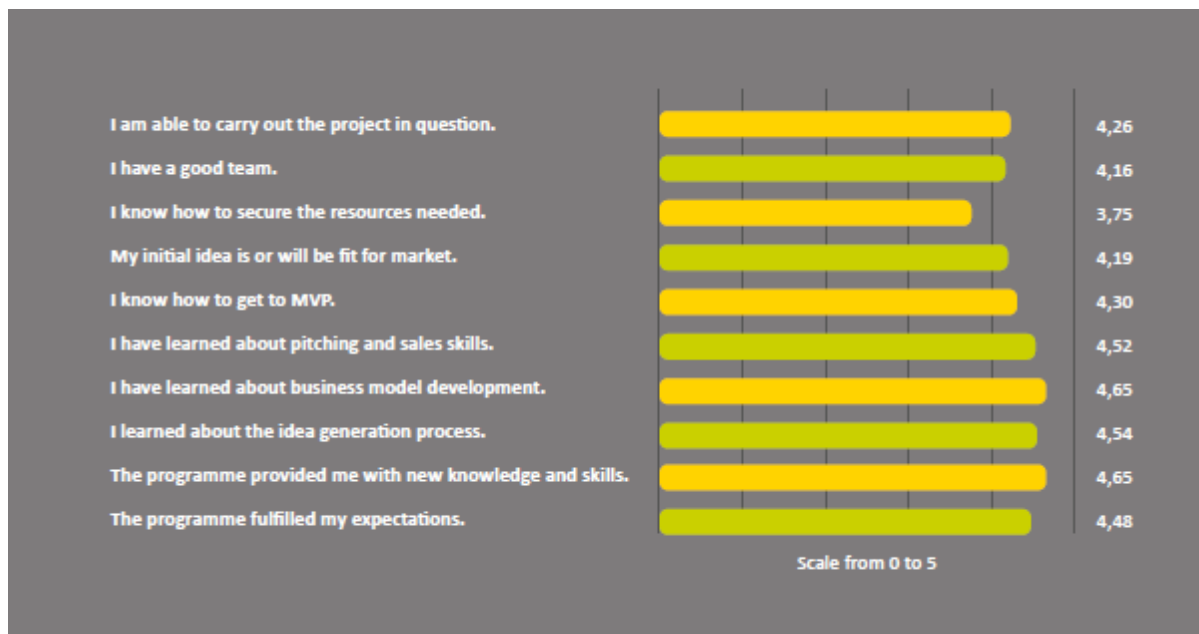 I am able to carry out the project in question. 4,26
I have a good team. 4,16
I know how to secure the resources needed. 3,75
My initial idea is or will be fit for market. 4,19
I know how to get to MVP. 4,30
I have learned about pitching and sales skills. 4,52
I have learned about business model development. 4,65
I learned about the idea generation process. 4,54
The programme provided me with new knowledge and skills. 4,65
The programme fulfilled my expectations. 4,48
Scale from 0 to 5